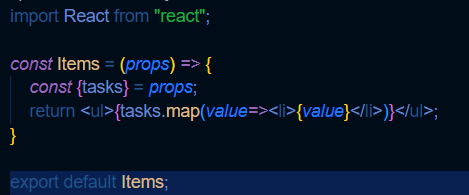 import React from "react";
const Items = (props) => {
const {tasks} = props;
return <ul>{tasks.map(value=><li>{value}</li>)}</ul>;
}
export default Items;